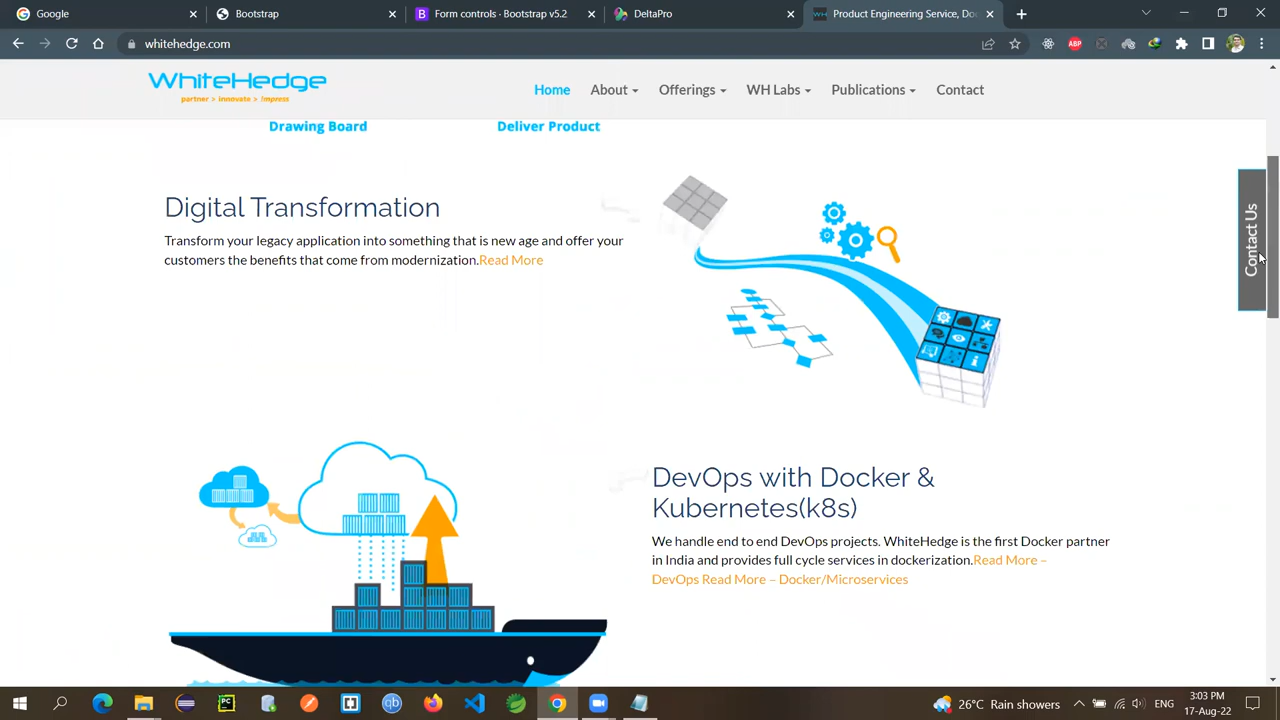 Google
Bootstrap
Form controls · Bootstrap v5.2
DeltaPro
Product Engineering Service, Do
whitehedge.com
ABP
WhiteHedge
partner > innovate > !mpress
Home
About
Offerings
WH Labs
Publications
Contact
Drawing Board
Deliver Product
Digital Transformation
Transform your legacy application into something that is new age and offer your
customers the benefits that come from modernization.Read More
Contact Us
DevOps with Docker &
Kubernetes(k8s)
We handle end to end DevOps projects. WhiteHedge is the first Docker partner
in India and provides full cycle services in dockerization.Read More –
DevOps Read More – Docker/Microservices
26°C Rain showers
ENG
3:03 PM
17-Aug-22